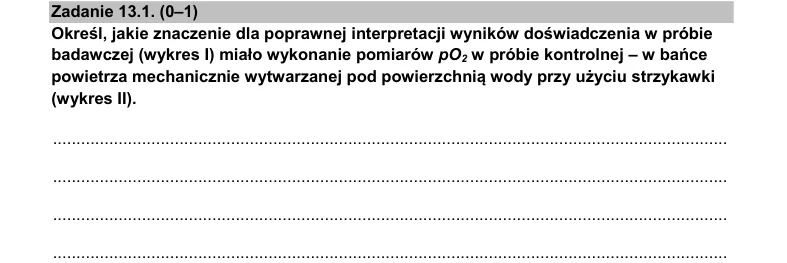 Zadanie 13.1. (0–1)
Określ, jakie znaczenie dla poprawnej interpretacji wyników doświadczenia w próbie
badawczej (wykres I) miało wykonanie pomiarów pO₂ w próbie kontrolnej – w bańce
powietrza mechanicznie wytwarzanej pod powierzchnią wody przy użyciu strzykawki
(wykres II).